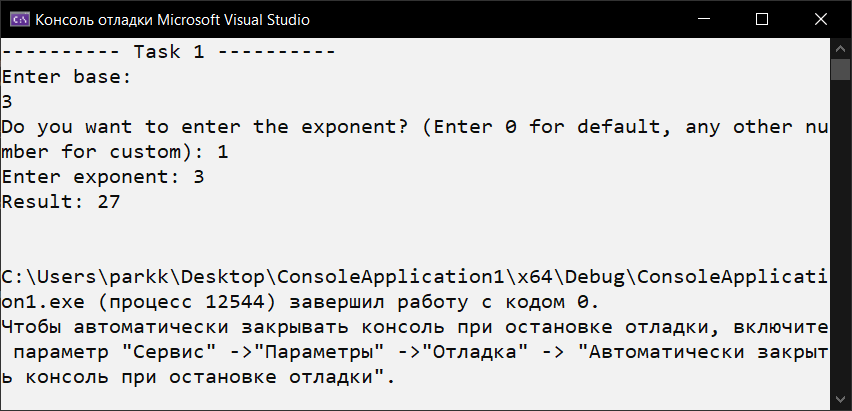 Консоль отладки Microsoft Visual Studio
---------- Task 1 ----------
Enter base:
3
Do you want to enter the exponent? (Enter 0 for default, any other nu
mber for custom): 1
Enter exponent: 3
Result: 27
C:\Users\parkk\Desktop\ConsoleApplication1\x64\Debug\ConsoleApplicati
on1.exe (процесс 12544) завершил работу с кодом 0.
Чтобы автоматически закрывать консоль при остановке отладки, включите
 параметр "Сервис" ->"Параметры" ->"Отладка" -> "Автоматически закрыт
ь консоль при остановке отладки".